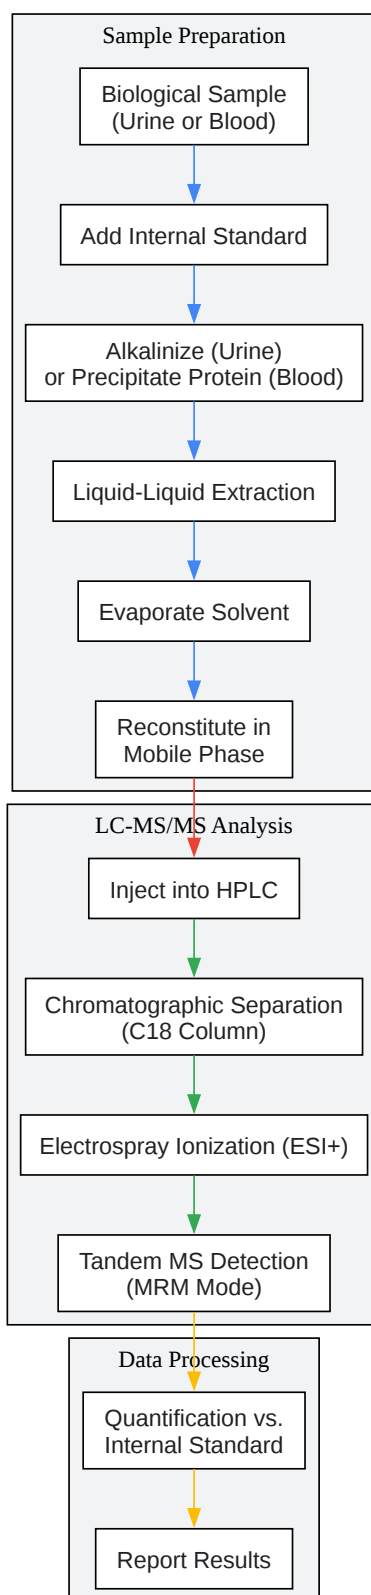 Sample Preparation
Biological Sample
(Urine or Blood)
Add Internal Standard
Alkalinize (Urine)
or Precipitate Protein (Blood)
Liquid-Liquid Extraction
Evaporate Solvent
Reconstitute in
Mobile Phase
LC-MS/MS Analysis
Inject into HPLC
Chromatographic Separation
(C18 Column)
Electrospray Ionization (ESI+)
Tandem MS Detection
(MRM Mode)
Data Processing
Quantification vs.
Internal Standard
Report Results